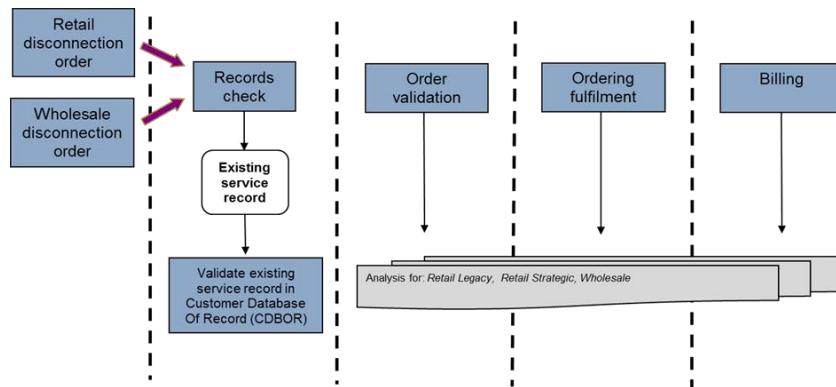 Retail
disconnection
order
Wholesale
disconnection
order
Records
check
Existing
service
record
Validate existing
service record in
Customer Database
Of Record (CDBOR)
Order
validation
Ordering
fulfilment
Billing
Analysis for: Retail Legacy, Retail Strategic, Wholesale